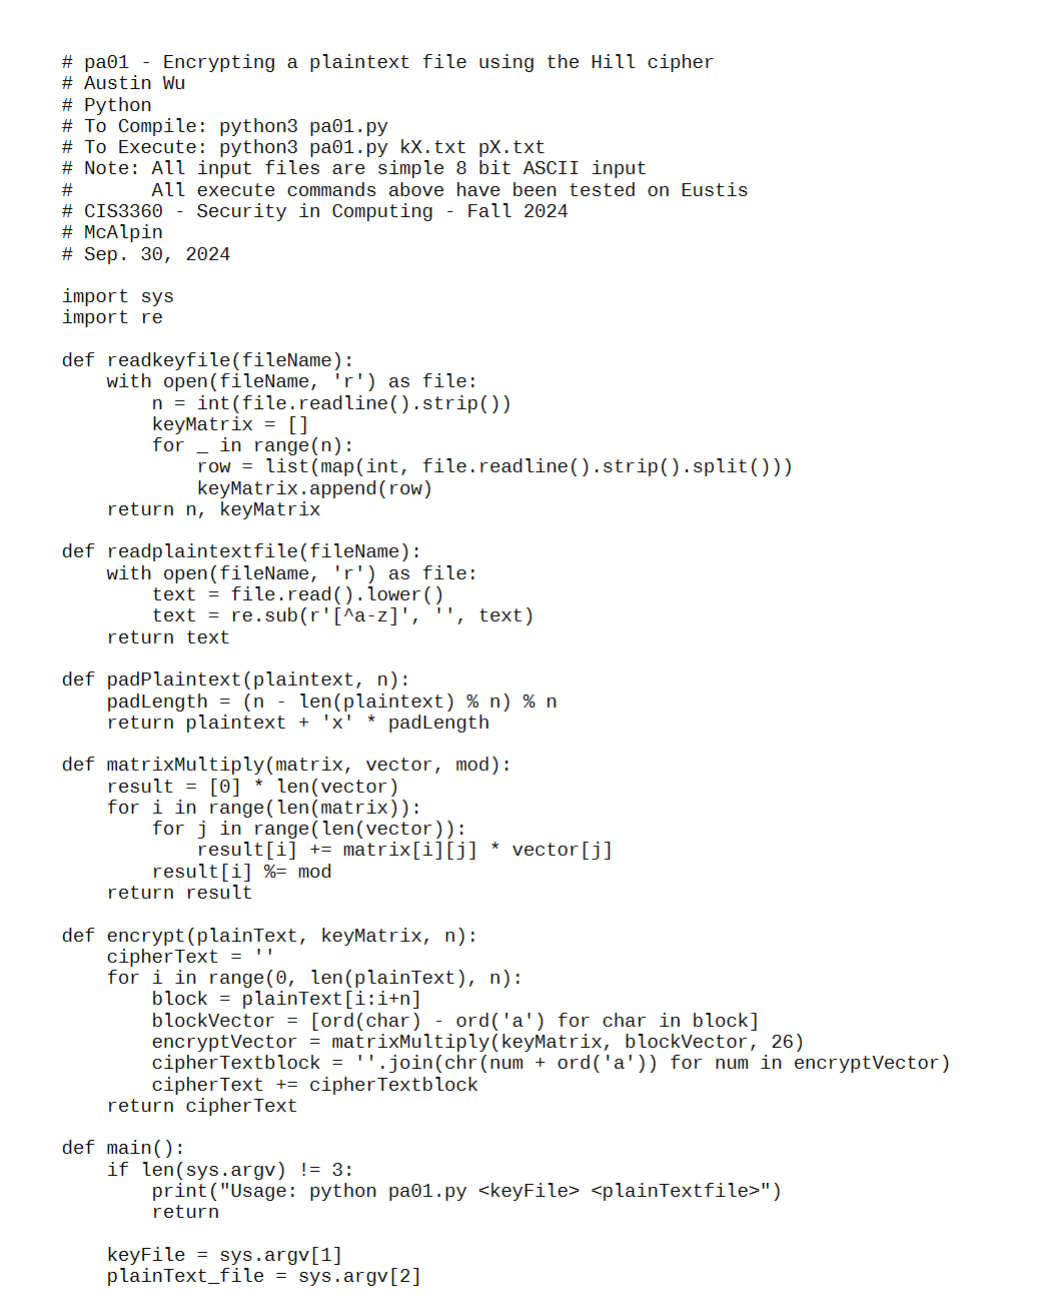 # pa01 - Encrypting a plaintext file using the Hill cipher
# Austin Wu
# Python
# To Compile: python3 pa01.py
# To Execute: python3 pa01.py kX.txt pX.txt
# Note: All input files are simple 8 bit ASCII input
#       All execute commands above have been tested on Eustis
# CIS3360 - Security in Computing - Fall 2024
# McAlpin
# Sep. 30, 2024

import sys
import re

def readkeyfile(fileName):
    with open(fileName, 'r') as file:
        n = int(file.readline().strip())
        keyMatrix = []
        for _ in range(n):
            row = list(map(int, file.readline().strip().split()))
            keyMatrix.append(row)
    return n, keyMatrix

def readplaintextfile(fileName):
    with open(fileName, 'r') as file:
        text = file.read().lower()
        text = re.sub(r'[^a-z]', '', text)
    return text

def padPlaintext(plaintext, n):
    padLength = (n - len(plaintext) % n) % n
    return plaintext + 'x' * padLength

def matrixMultiply(matrix, vector, mod):
    result = [0] * len(vector)
    for i in range(len(matrix)):
        for j in range(len(vector)):
            result[i] += matrix[i][j] * vector[j]
        result[i] %= mod
    return result

def encrypt(plainText, keyMatrix, n):
    cipherText = ''
    for i in range(0, len(plainText), n):
        block = plainText[i:i+n]
        blockVector = [ord(char) - ord('a') for char in block]
        encryptVector = matrixMultiply(keyMatrix, blockVector, 26)
        cipherTextblock = ''.join(chr(num + ord('a')) for num in encryptVector)
        cipherText += cipherTextblock
    return cipherText

def main():
    if len(sys.argv) != 3:
        print("Usage: python pa01.py <keyFile> <plainTextfile>")
        return

    keyFile = sys.argv[1]
    plainText_file = sys.argv[2]